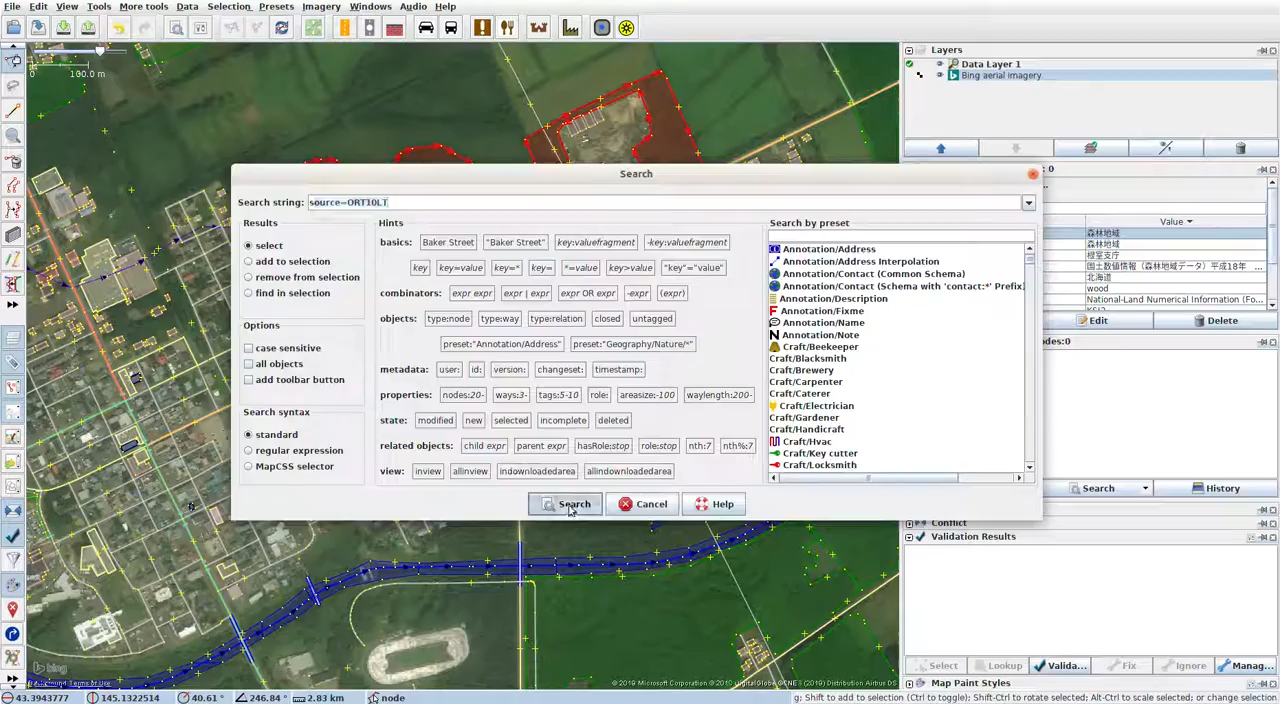 File Edit View Tools More tools Data Selection Presets Imagery Windows Audio Help
0 100.0 m
Layers
Data Layer 1
Bing aerial imagery
Search
Search string: source=ORT10LT
Results
select
add to selection
remove from selection
find in selection
Options
case sensitive
all objects
add toolbar button
Search syntax
standard
regular expression
MapCSS selector
Hints
basics: Baker Street "Baker Street" key:valuefragment -key:valuefragment
key key=value key=* key= *=value key>value "key"="value"
combinators: expr expr expr | expr expr OR expr -expr (expr)
objects: type:node type:way type:relation closed untagged
preset:"Annotation/Address" preset:"Geography/Nature/*"
metadata: user: id: version: changeset: timestamp:
properties: nodes:20- ways:3- tags:5-10 role: areasize:-100 waylength:200-
state: modified new selected incomplete deleted
related objects: child expr parent expr hasRole:stop role:stop nth:7 nth%:7
view: inview allinview indownloadedarea allindownloadedarea
Search by preset
Annotation/Address
Annotation/Address Interpolation
Annotation/Contact (Common Schema)
Annotation/Contact (Schema with 'contact:*' Prefix)
Annotation/Description
Annotation/Fixme
Annotation/Name
Annotation/Note
Craft/Beekeeper
Craft/Blacksmith
Craft/Brewery
Craft/Carpenter
Craft/Caterer
Craft/Electrician
Craft/Gardener
Craft/Handicraft
Craft/Hvac
Craft/Key cutter
Craft/Locksmith
Search Cancel Help
: 0
Value
森林地域
森林地域
根室支庁
国土数値情報（森林地域データ）平成18年 ...
北海道
wood
National-Land Numerical Information (Fo...
Edit Delete
des:0
Search History
Conflict
Validation Results
Select Lookup Valida... Fix Ignore Manag...
Map Paint Styles
bing
Background Terms of Use
43.3943777 145.1322514 40.61 ° 246.84 ° 2.83 km node
g; Shift to add to selection (Ctrl to toggle); Shift-Ctrl to rotate selected; Alt-Ctrl to scale selected; or change selection